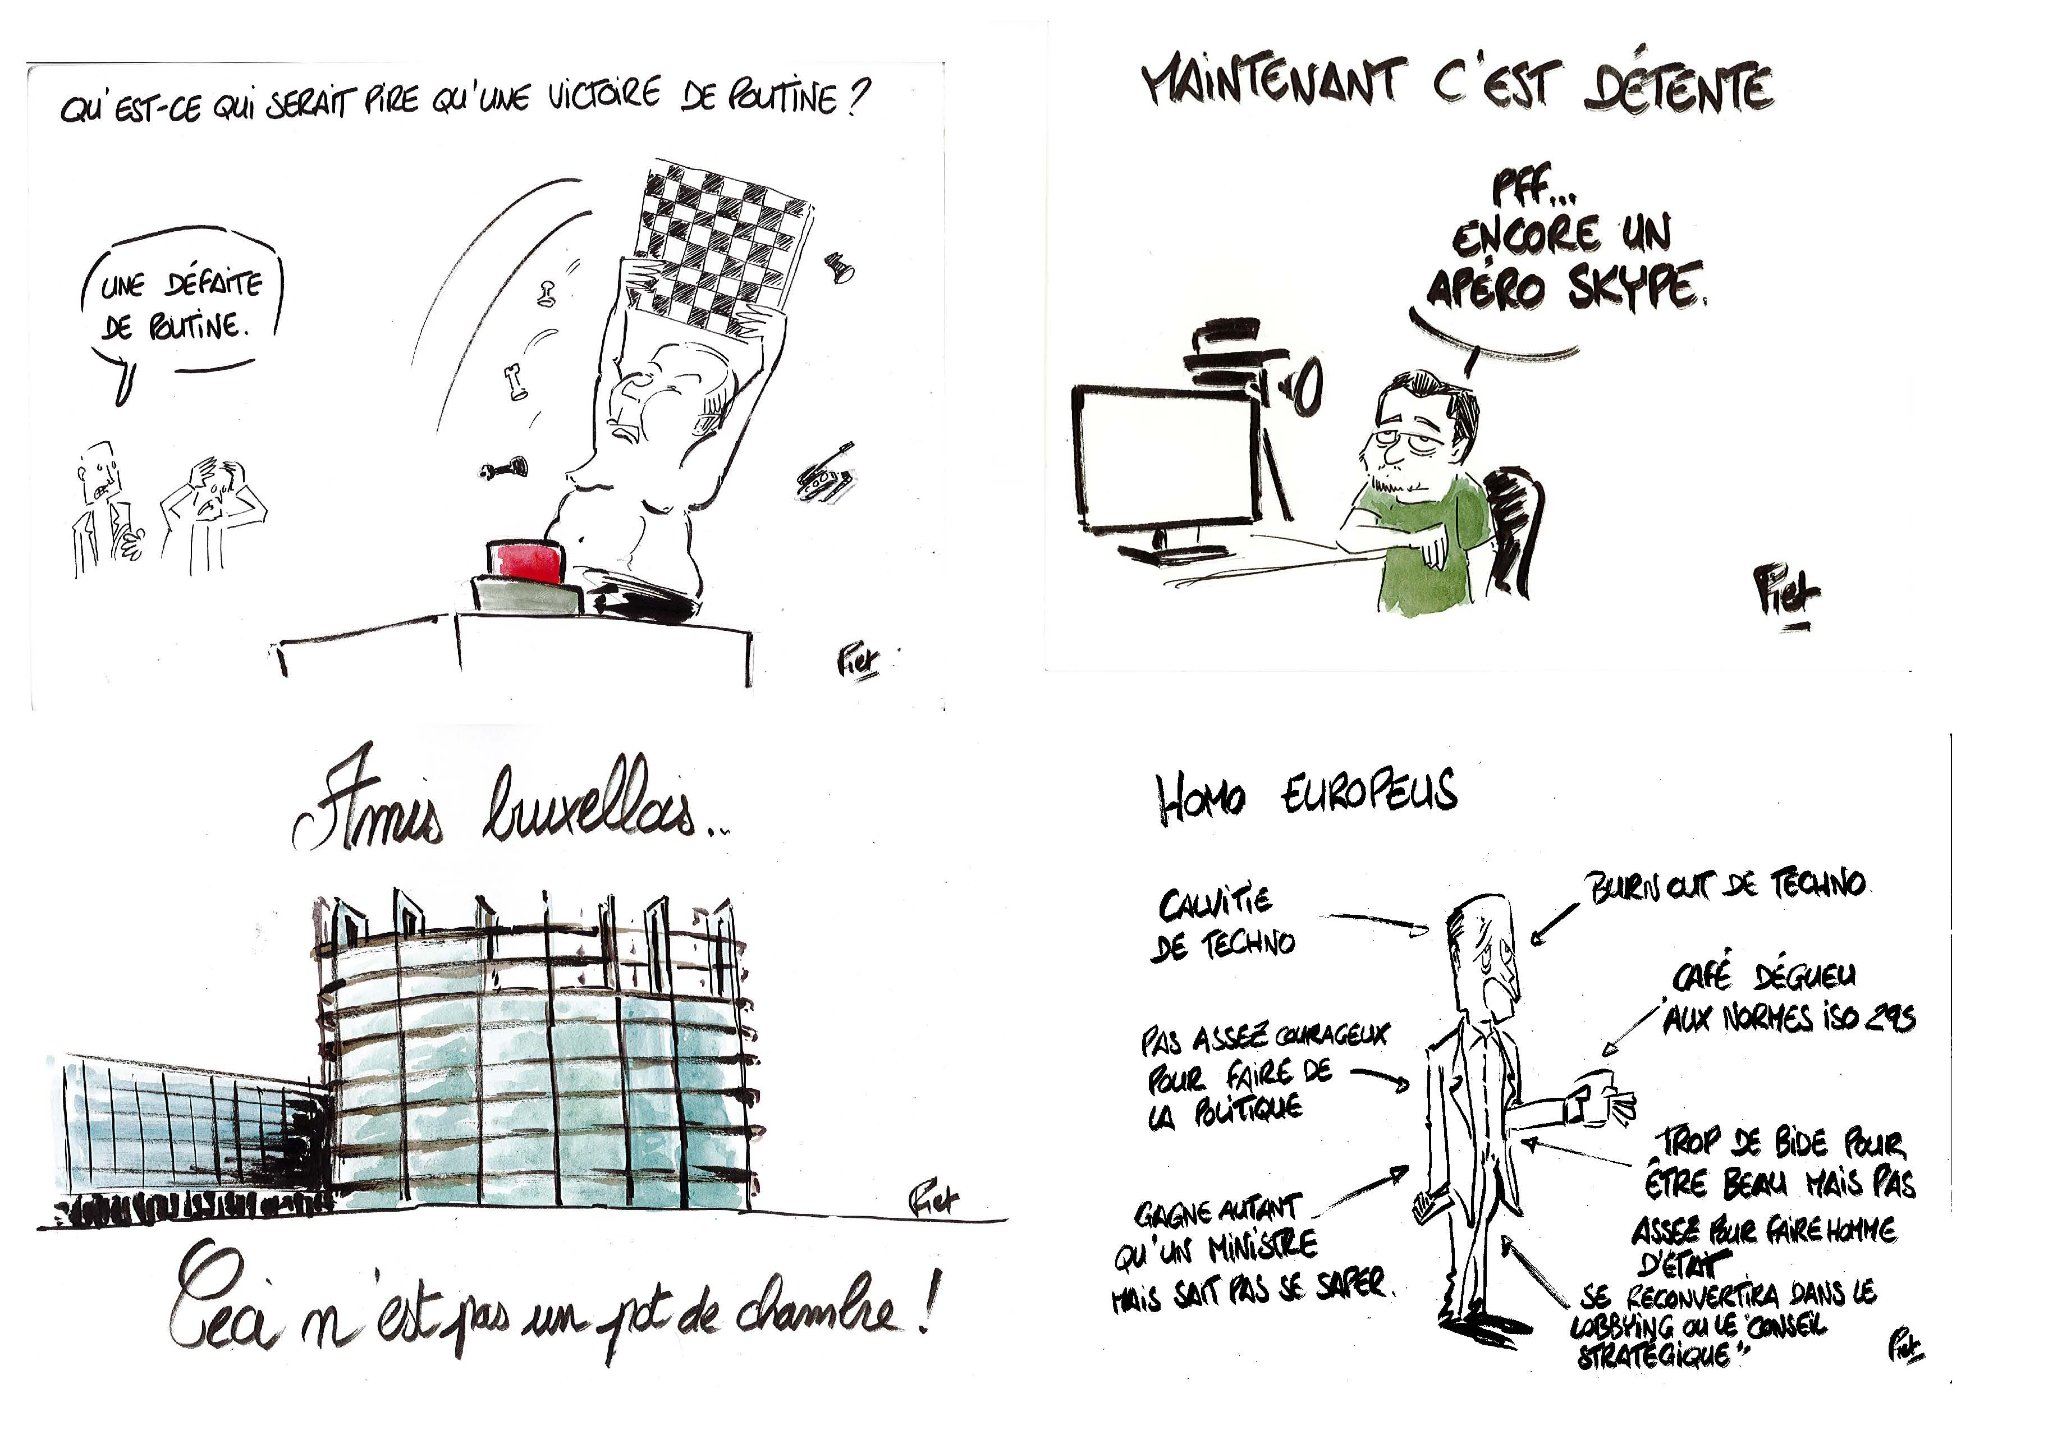 QU'EST-CE QUI SERAIT PIRE QU'UNE VICTOIRE DE POUTINE ?
UNE DÉFAITE
DE POUTINE.
Piet
MAINTENANT C'EST DÉTENTE
PFF...
ENCORE UN
APÉRO SKYPE.
Piet
Amis bruxellois..
Piet
Ceci n'est pas un pot de chambre !
HOMO EUROPEUS
CALVITIE
DE TECHNO
BURN OUT DE TECHNO
CAFÉ DÉGUEU
AUX NORMES ISO 295
PAS ASSEZ COURAGEUX
POUR FAIRE DE
LA POLITIQUE
TROP DE BIDE POUR
ÊTRE BEAU MAIS PAS
ASSEZ POUR FAIRE HOMME
D'ÉTAT
GAGNE AUTANT
QU'UN MINISTRE
MAIS SAIT PAS SE SAPER.
SE RECONVERTIRA DANS LE
LOBBYING OU LE "CONSEIL
STRATÉGIQUE"
Piet